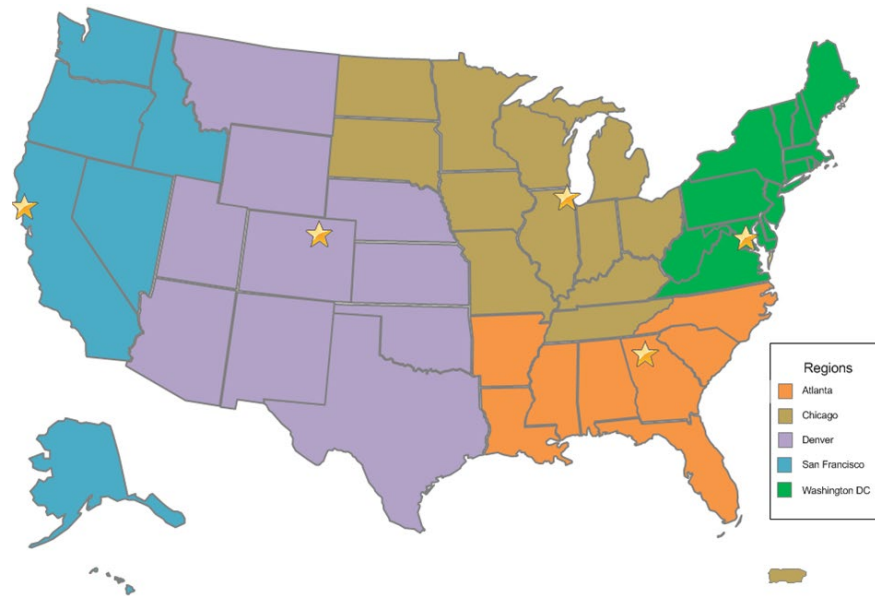 Regions
Atlanta
Chicago
Denver
San Francisco
Washington DC